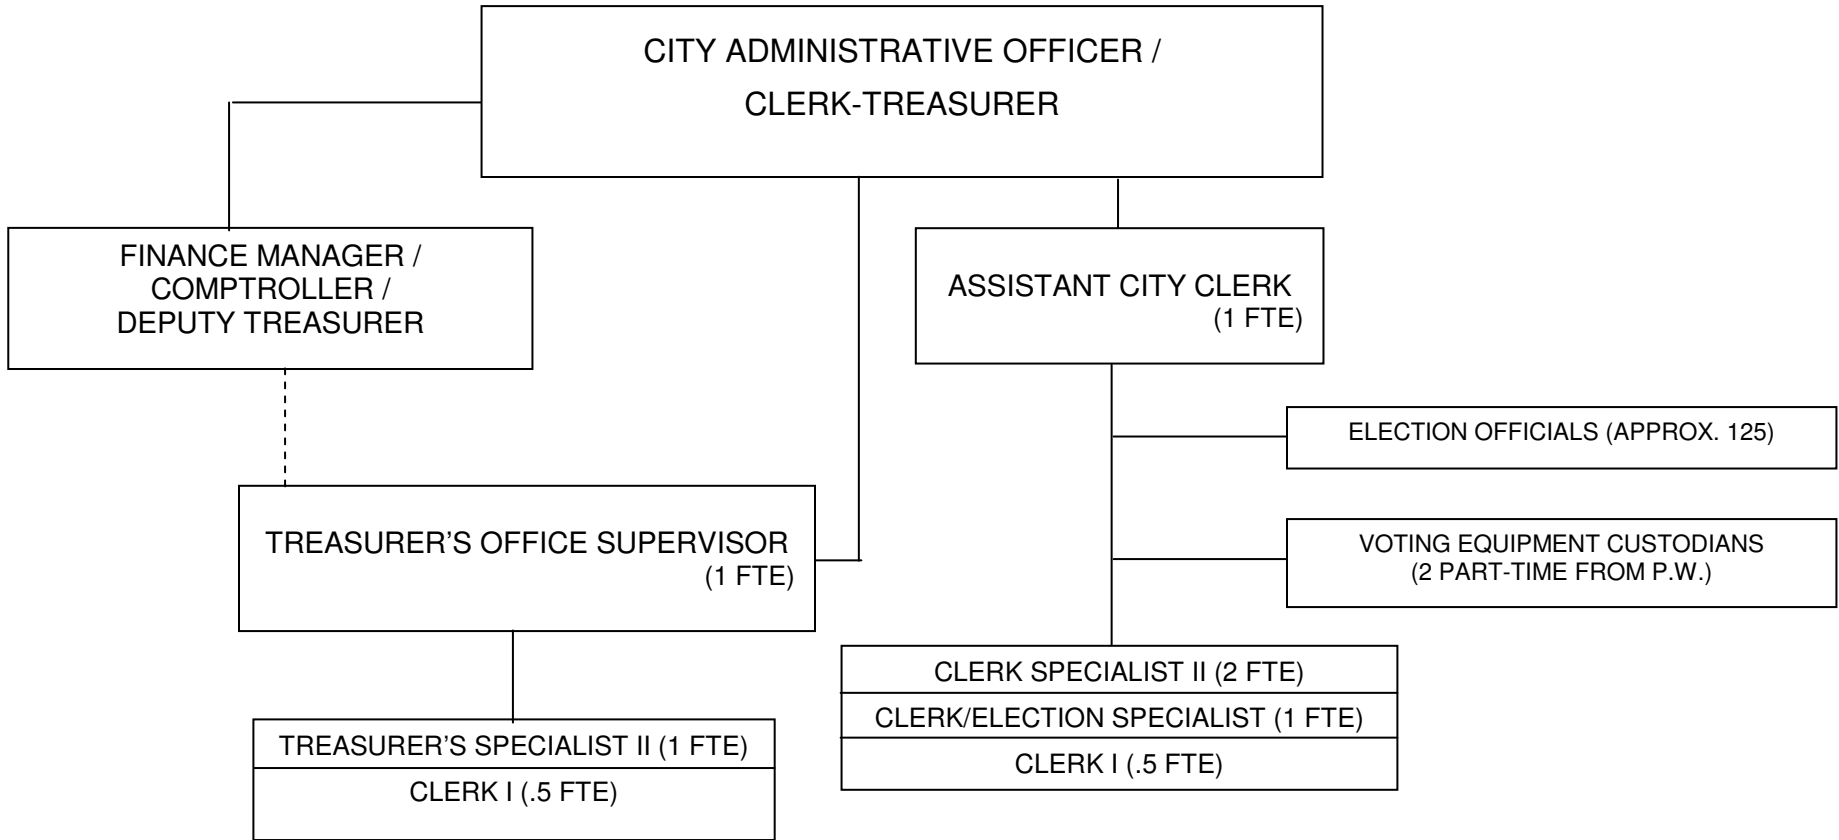 CITY ADMINISTRATIVE OFFICER /
CLERK-TREASURER
FINANCE MANAGER /
COMPTROLLER /
DEPUTY TREASURER
ASSISTANT CITY CLERK
(1 FTE)
ELECTION OFFICIALS (APPROX. 125)
TREASURER’S OFFICE SUPERVISOR
(1 FTE)
VOTING EQUIPMENT CUSTODIANS
(2 PART-TIME FROM P.W.)
CLERK SPECIALIST II (2 FTE)
CLERK/ELECTION SPECIALIST (1 FTE)
CLERK I (.5 FTE)
TREASURER’S SPECIALIST II (1 FTE)
CLERK I (.5 FTE)